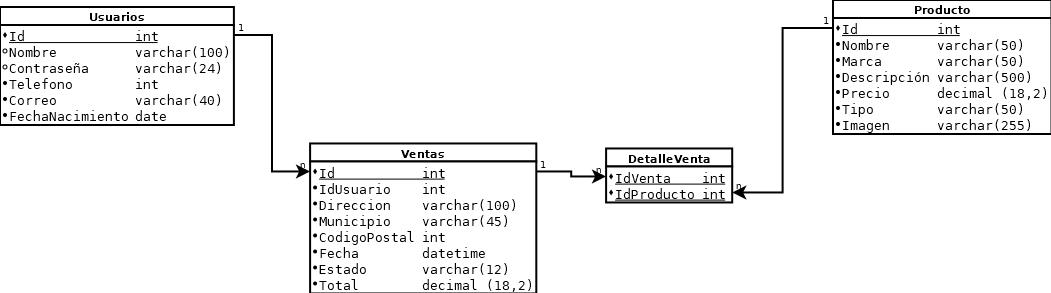 Usuarios
Id int
Nombre varchar(100)
Contraseña varchar(24)
Telefono int
Correo varchar(40)
FechaNacimiento date
1
n
Ventas
Id int
IdUsuario int
Direccion varchar(100)
Municipio varchar(45)
CodigoPostal int
Fecha datetime
Estado varchar(12)
Total decimal (18,2)
1
n
DetalleVenta
IdVenta int
IdProducto int
n
1
Producto
Id int
Nombre varchar(50)
Marca varchar(50)
Descripción varchar(500)
Precio decimal (18,2)
Tipo varchar(50)
Imagen varchar(255)